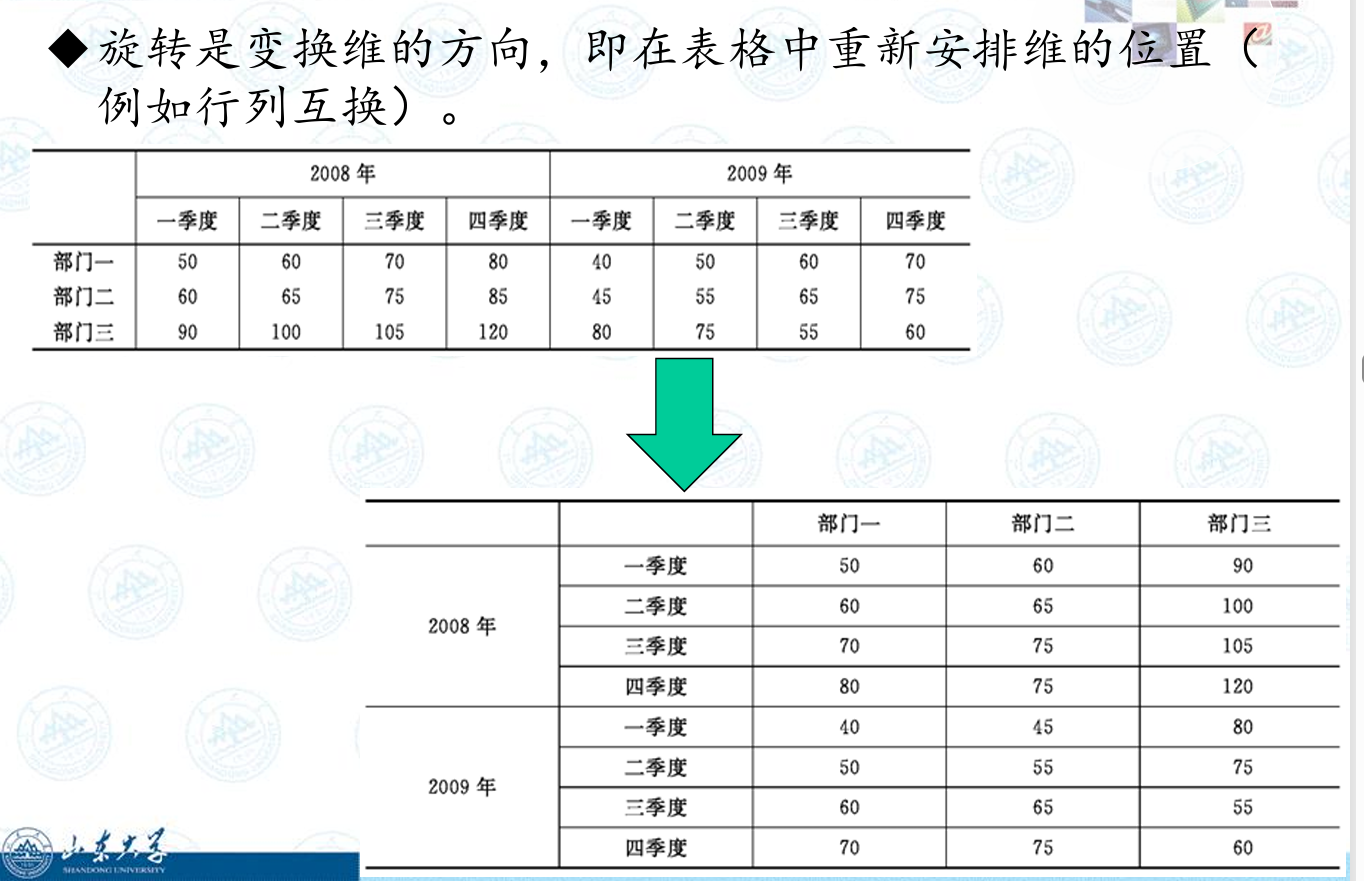 ◆旋转是变换维的方向，即在表格中重新安排维的位置（
例如行列互换）。
2008 年 2009 年
一季度 二季度 三季度 四季度 一季度 二季度 三季度 四季度
部门一 50 60 70 80 40 50 60 70
部门二 60 65 75 85 45 55 65 75
部门三 90 100 105 120 80 75 55 60
部门一 部门二 部门三
2008 年
一季度 50 60 90
二季度 60 65 100
三季度 70 75 105
四季度 80 75 120
2009 年
一季度 40 45 80
二季度 50 55 75
三季度 60 65 55
四季度 70 75 60
山东大学
SHANDONG UNIVERSITY